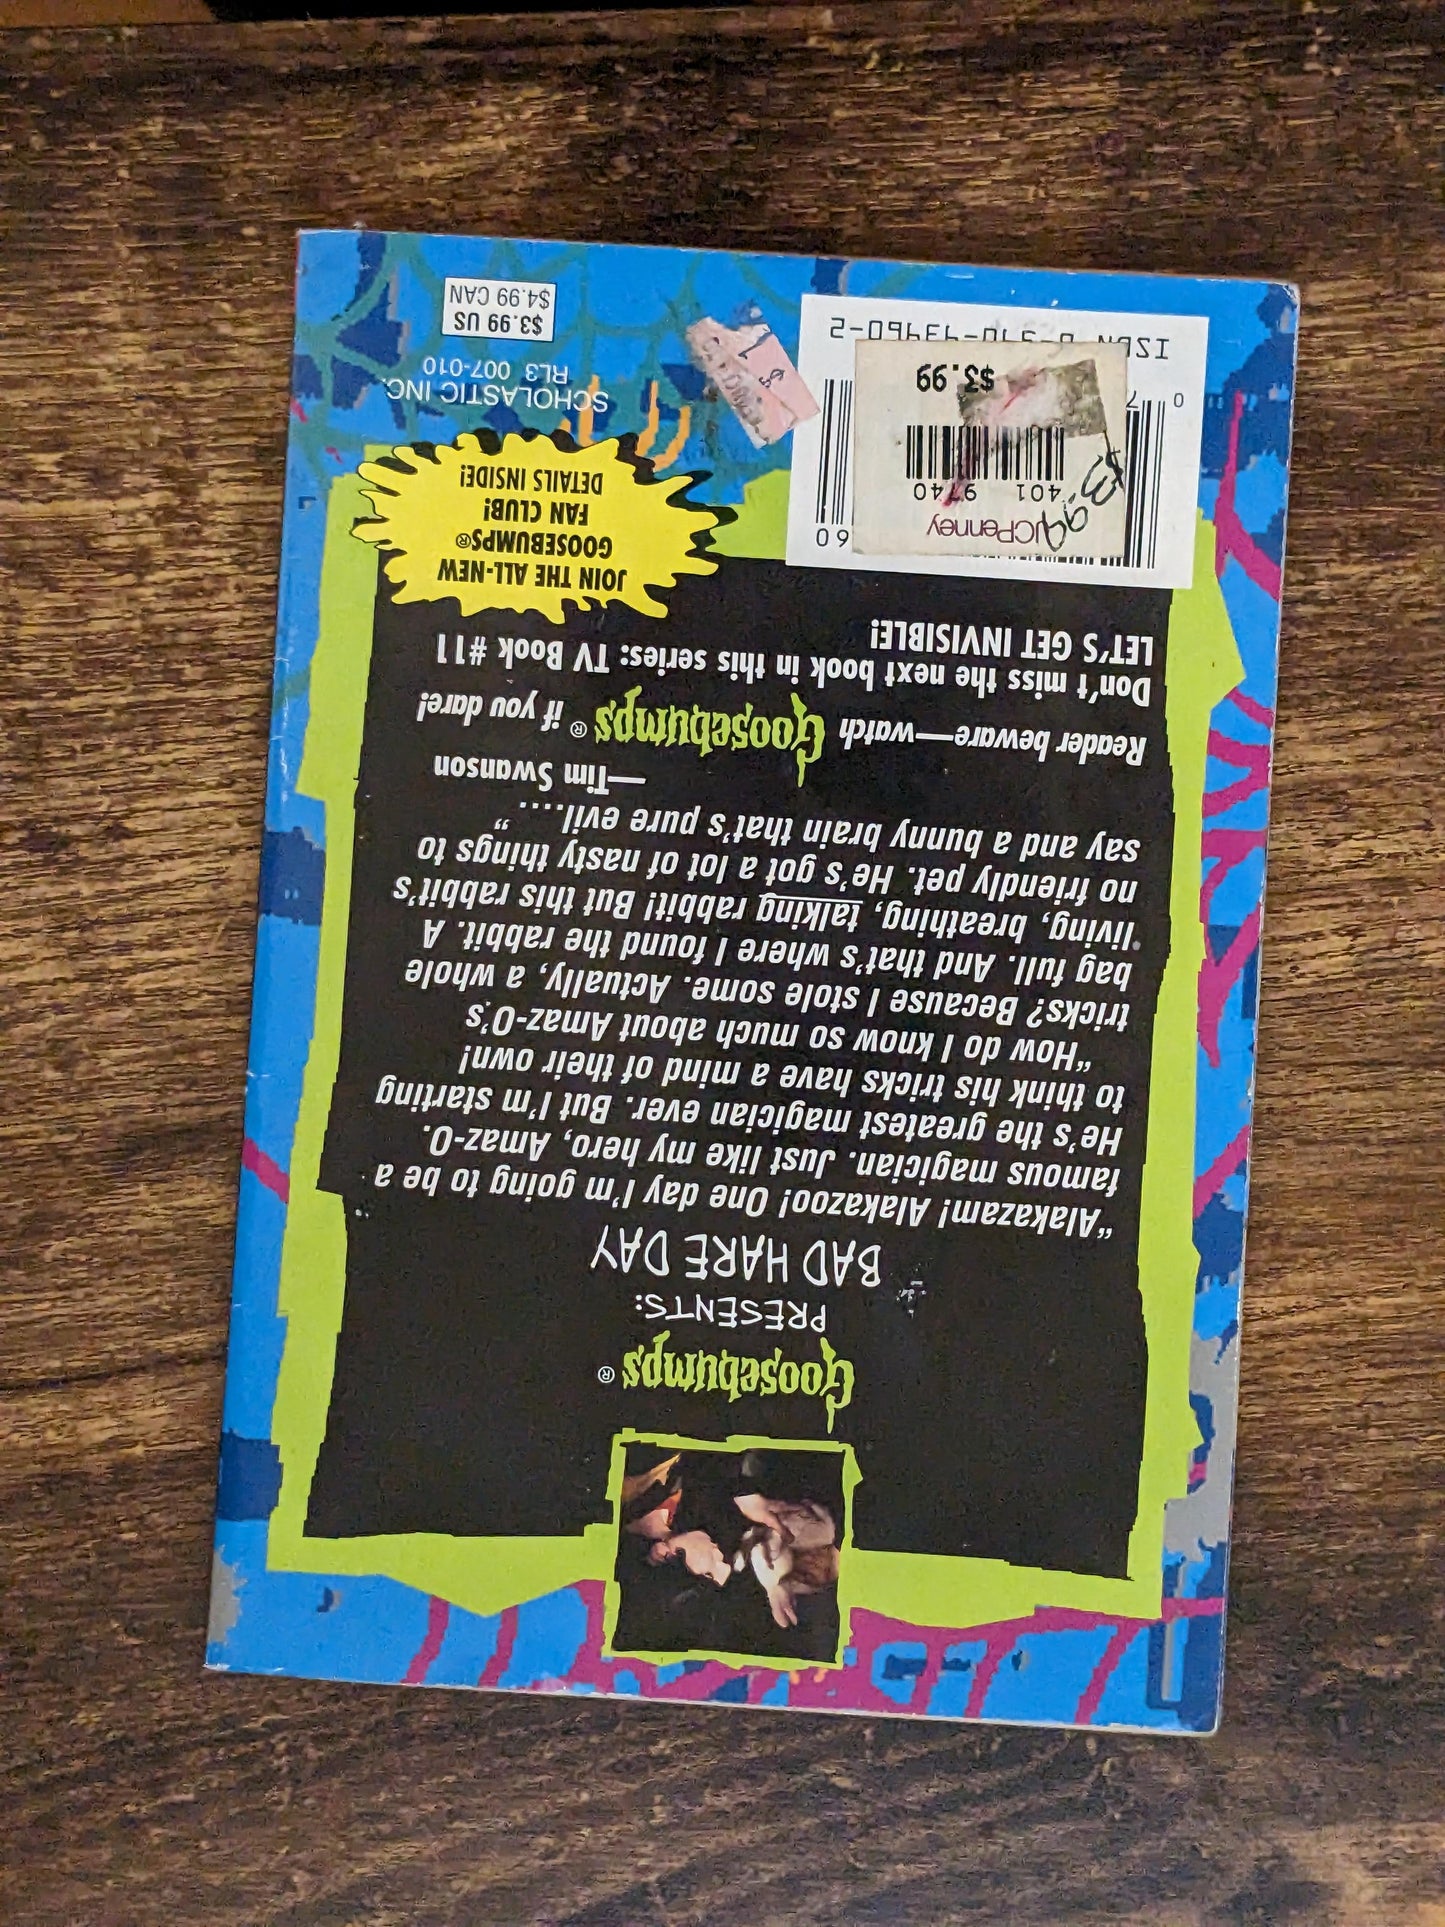 Goosebumps®
PRESENTS:
BAD HARE DAY
“Alakazam! Alakazoo! One day I'm going to be a
famous magician. Just like my hero, Amaz-O.
He's the greatest magician ever. But I'm starting
to think his tricks have a mind of their own!
“How do I know so much about Amaz-O's
tricks? Because I stole some. Actually, a whole
bag full. And that's where I found the rabbit. A
living, breathing, talking rabbit! But this rabbit's
no friendly pet. He's got a lot of nasty things to
say and a bunny brain that's pure evil....”
—Tim Swanson
Reader beware—watch Goosebumps® if you dare!
Don't miss the next book in this series: TV Book #11
LET'S GET INVISIBLE!
JOIN THE ALL-NEW
GOOSEBUMPS®
FAN CLUB!
DETAILS INSIDE!
SCHOLASTIC INC.
RL3 007-010
$3.99 US
$4.99 CAN
JCPenney
401 9740
$3.99
60
0 7
ISBN